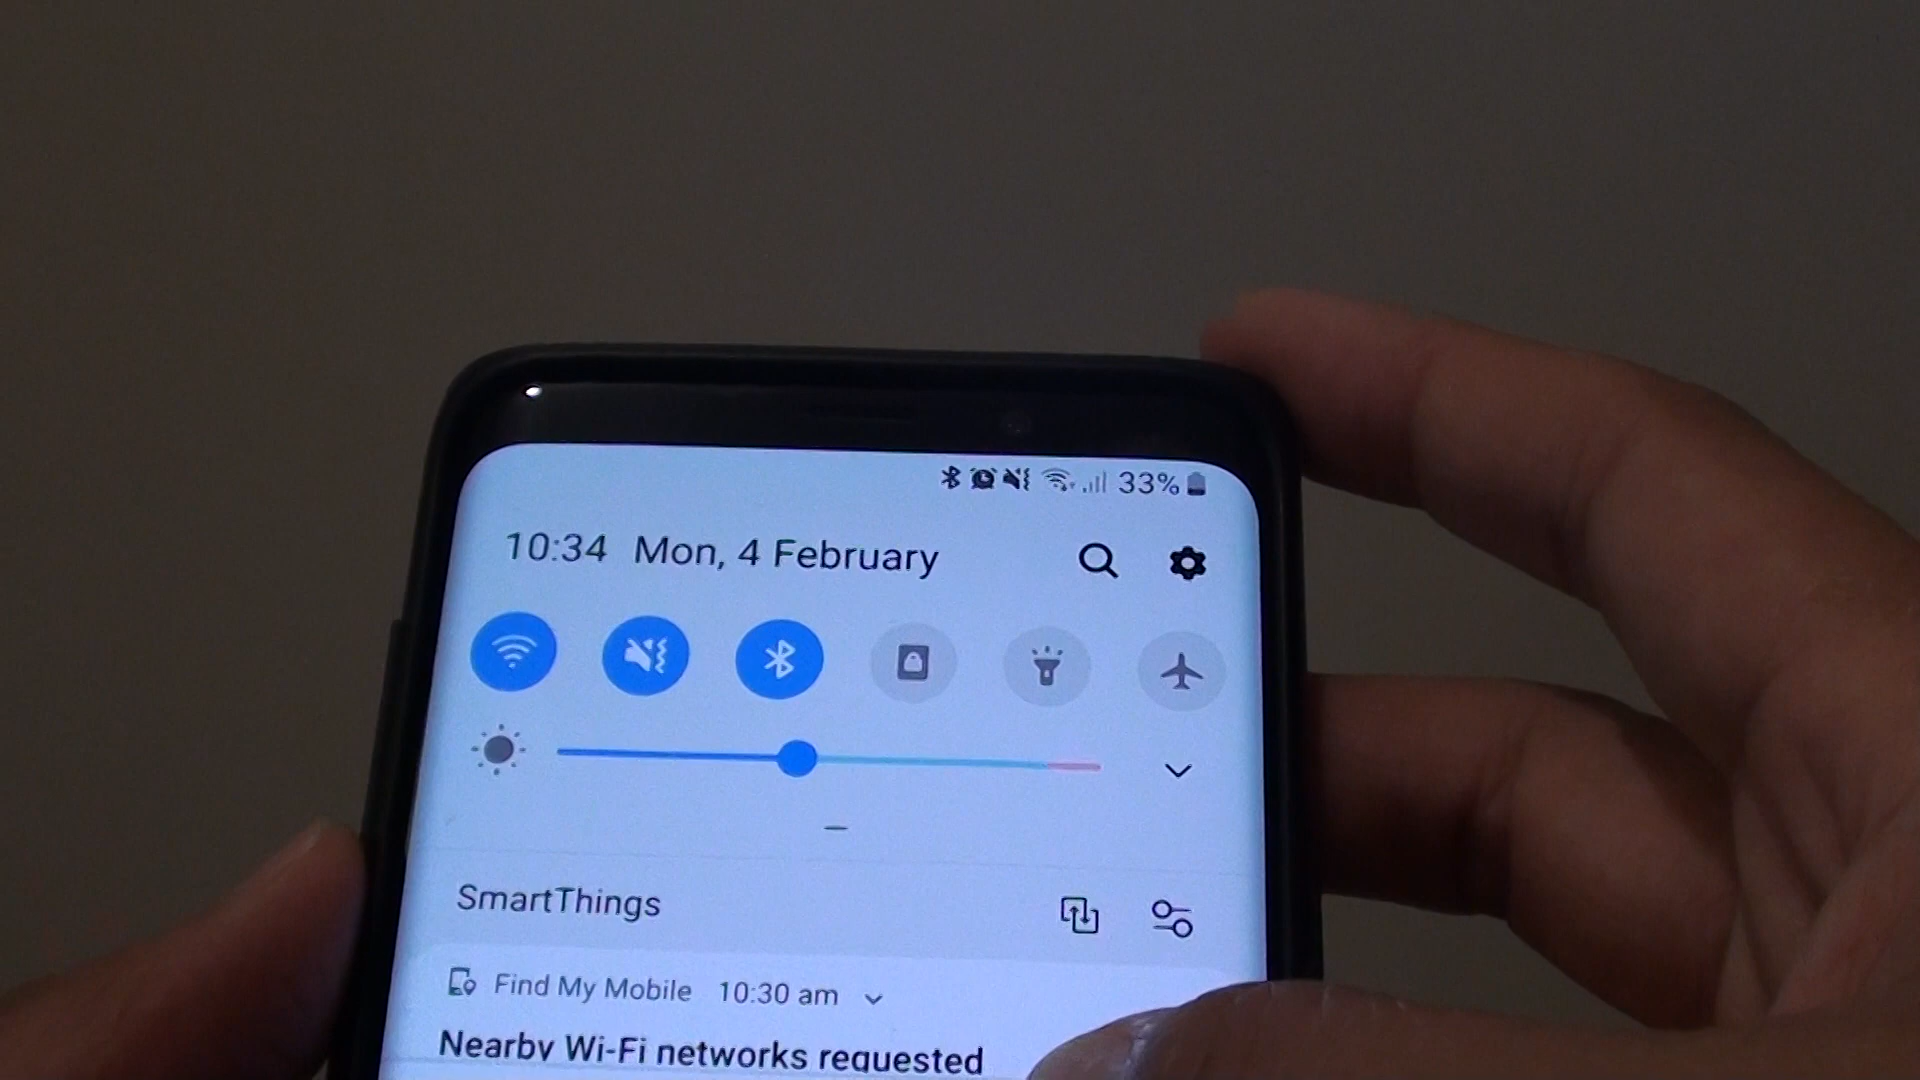 33%
10:34 Mon, 4 February
SmartThings
Find My Mobile 10:30 am
Nearby Wi-Fi networks requested